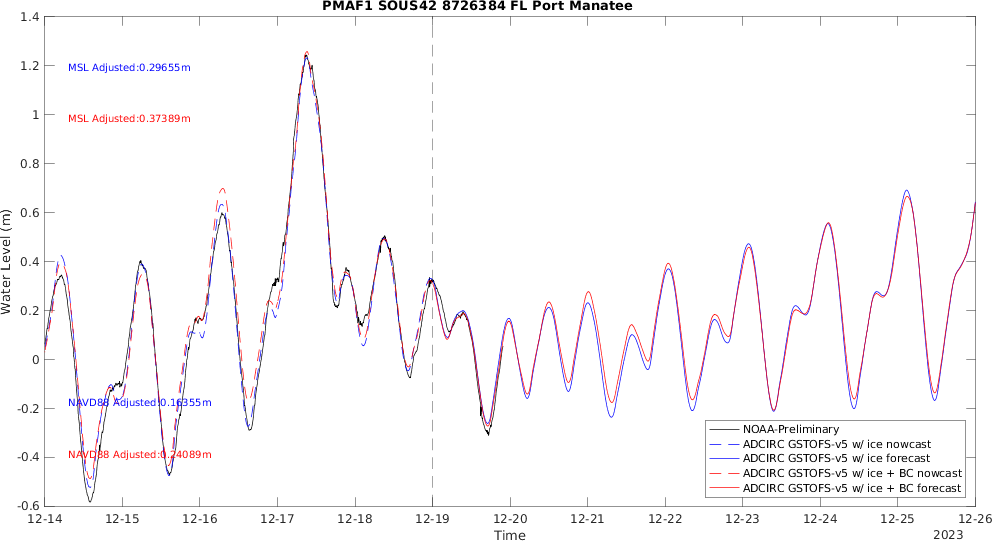 PMAF1 SOUS42 8726384 FL Port Manatee
1.4
1.2
1
0.8
0.6
0.4
0.2
0
-0.2
-0.4
-0.6
Water Level (m)
MSL Adjusted:0.29655m
MSL Adjusted:0.37389m
NAVD88 Adjusted:0.16355m
NAVD88 Adjusted:0.24089m
NOAA-Preliminary
ADCIRC GSTOFS-v5 w/ ice nowcast
ADCIRC GSTOFS-v5 w/ ice forecast
ADCIRC GSTOFS-v5 w/ ice + BC nowcast
ADCIRC GSTOFS-v5 w/ ice + BC forecast
12-14 12-15 12-16 12-17 12-18 12-19 12-20 12-21 12-22 12-23 12-24 12-25 12-26
Time
2023